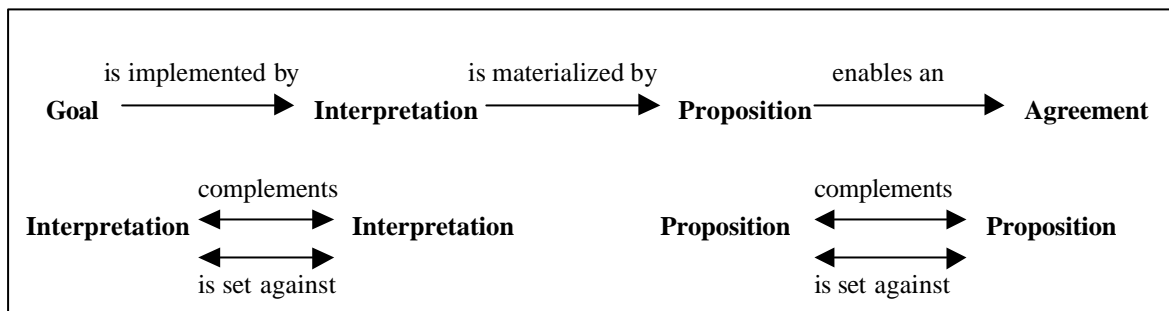 is implemented by is materialized by enables an
Goal Interpretation Proposition Agreement
complements complements
Interpretation Interpretation Proposition Proposition
is set against is set against